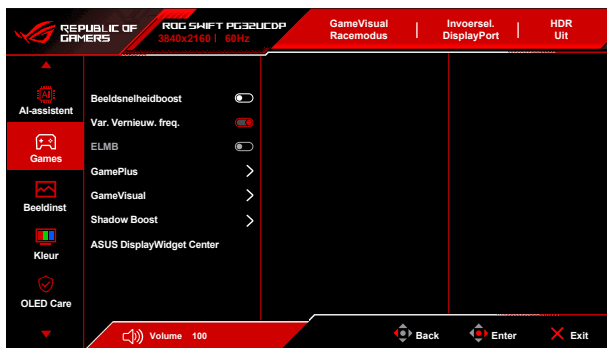 REPUBLIC OF GAMERS
ROG SWIFT PG32UCDP
3840x2160 | 60Hz
GameVisual Racemodus
Invoersel. DisplayPort
HDR Uit
AI
AI-assistent
Games
Beeldinst
Kleur
OLED Care
Beeldsnelheidboost
Var. Vernieuw. freq.
ELMB
GamePlus
GameVisual
Shadow Boost
ASUS DisplayWidget Center
Volume 100
Back
Enter
Exit